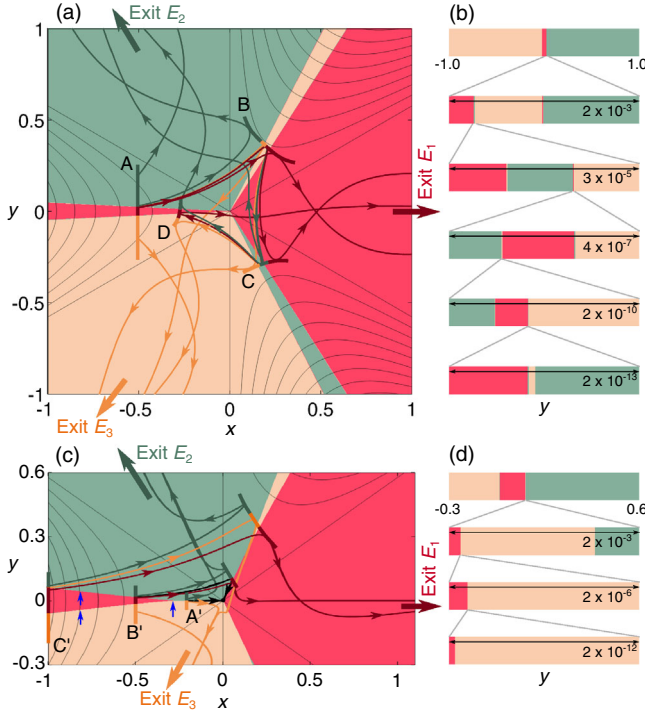 (a)
Exit E2
(b)
1
0.5
0
-0.5
-1
y
A
B
C
D
Exit E1
Exit E3
-1
-0.5
0
0.5
1
x
-1.0
1.0
2 x 10-3
3 x 10-5
4 x 10-7
2 x 10-10
2 x 10-13
y
(c)
Exit E2
(d)
0.6
0.3
0
-0.3
y
A'
B'
C'
Exit E1
Exit E3
-1
-0.5
0
0.5
1
x
-0.3
0.6
2 x 10-3
2 x 10-6
2 x 10-12
y